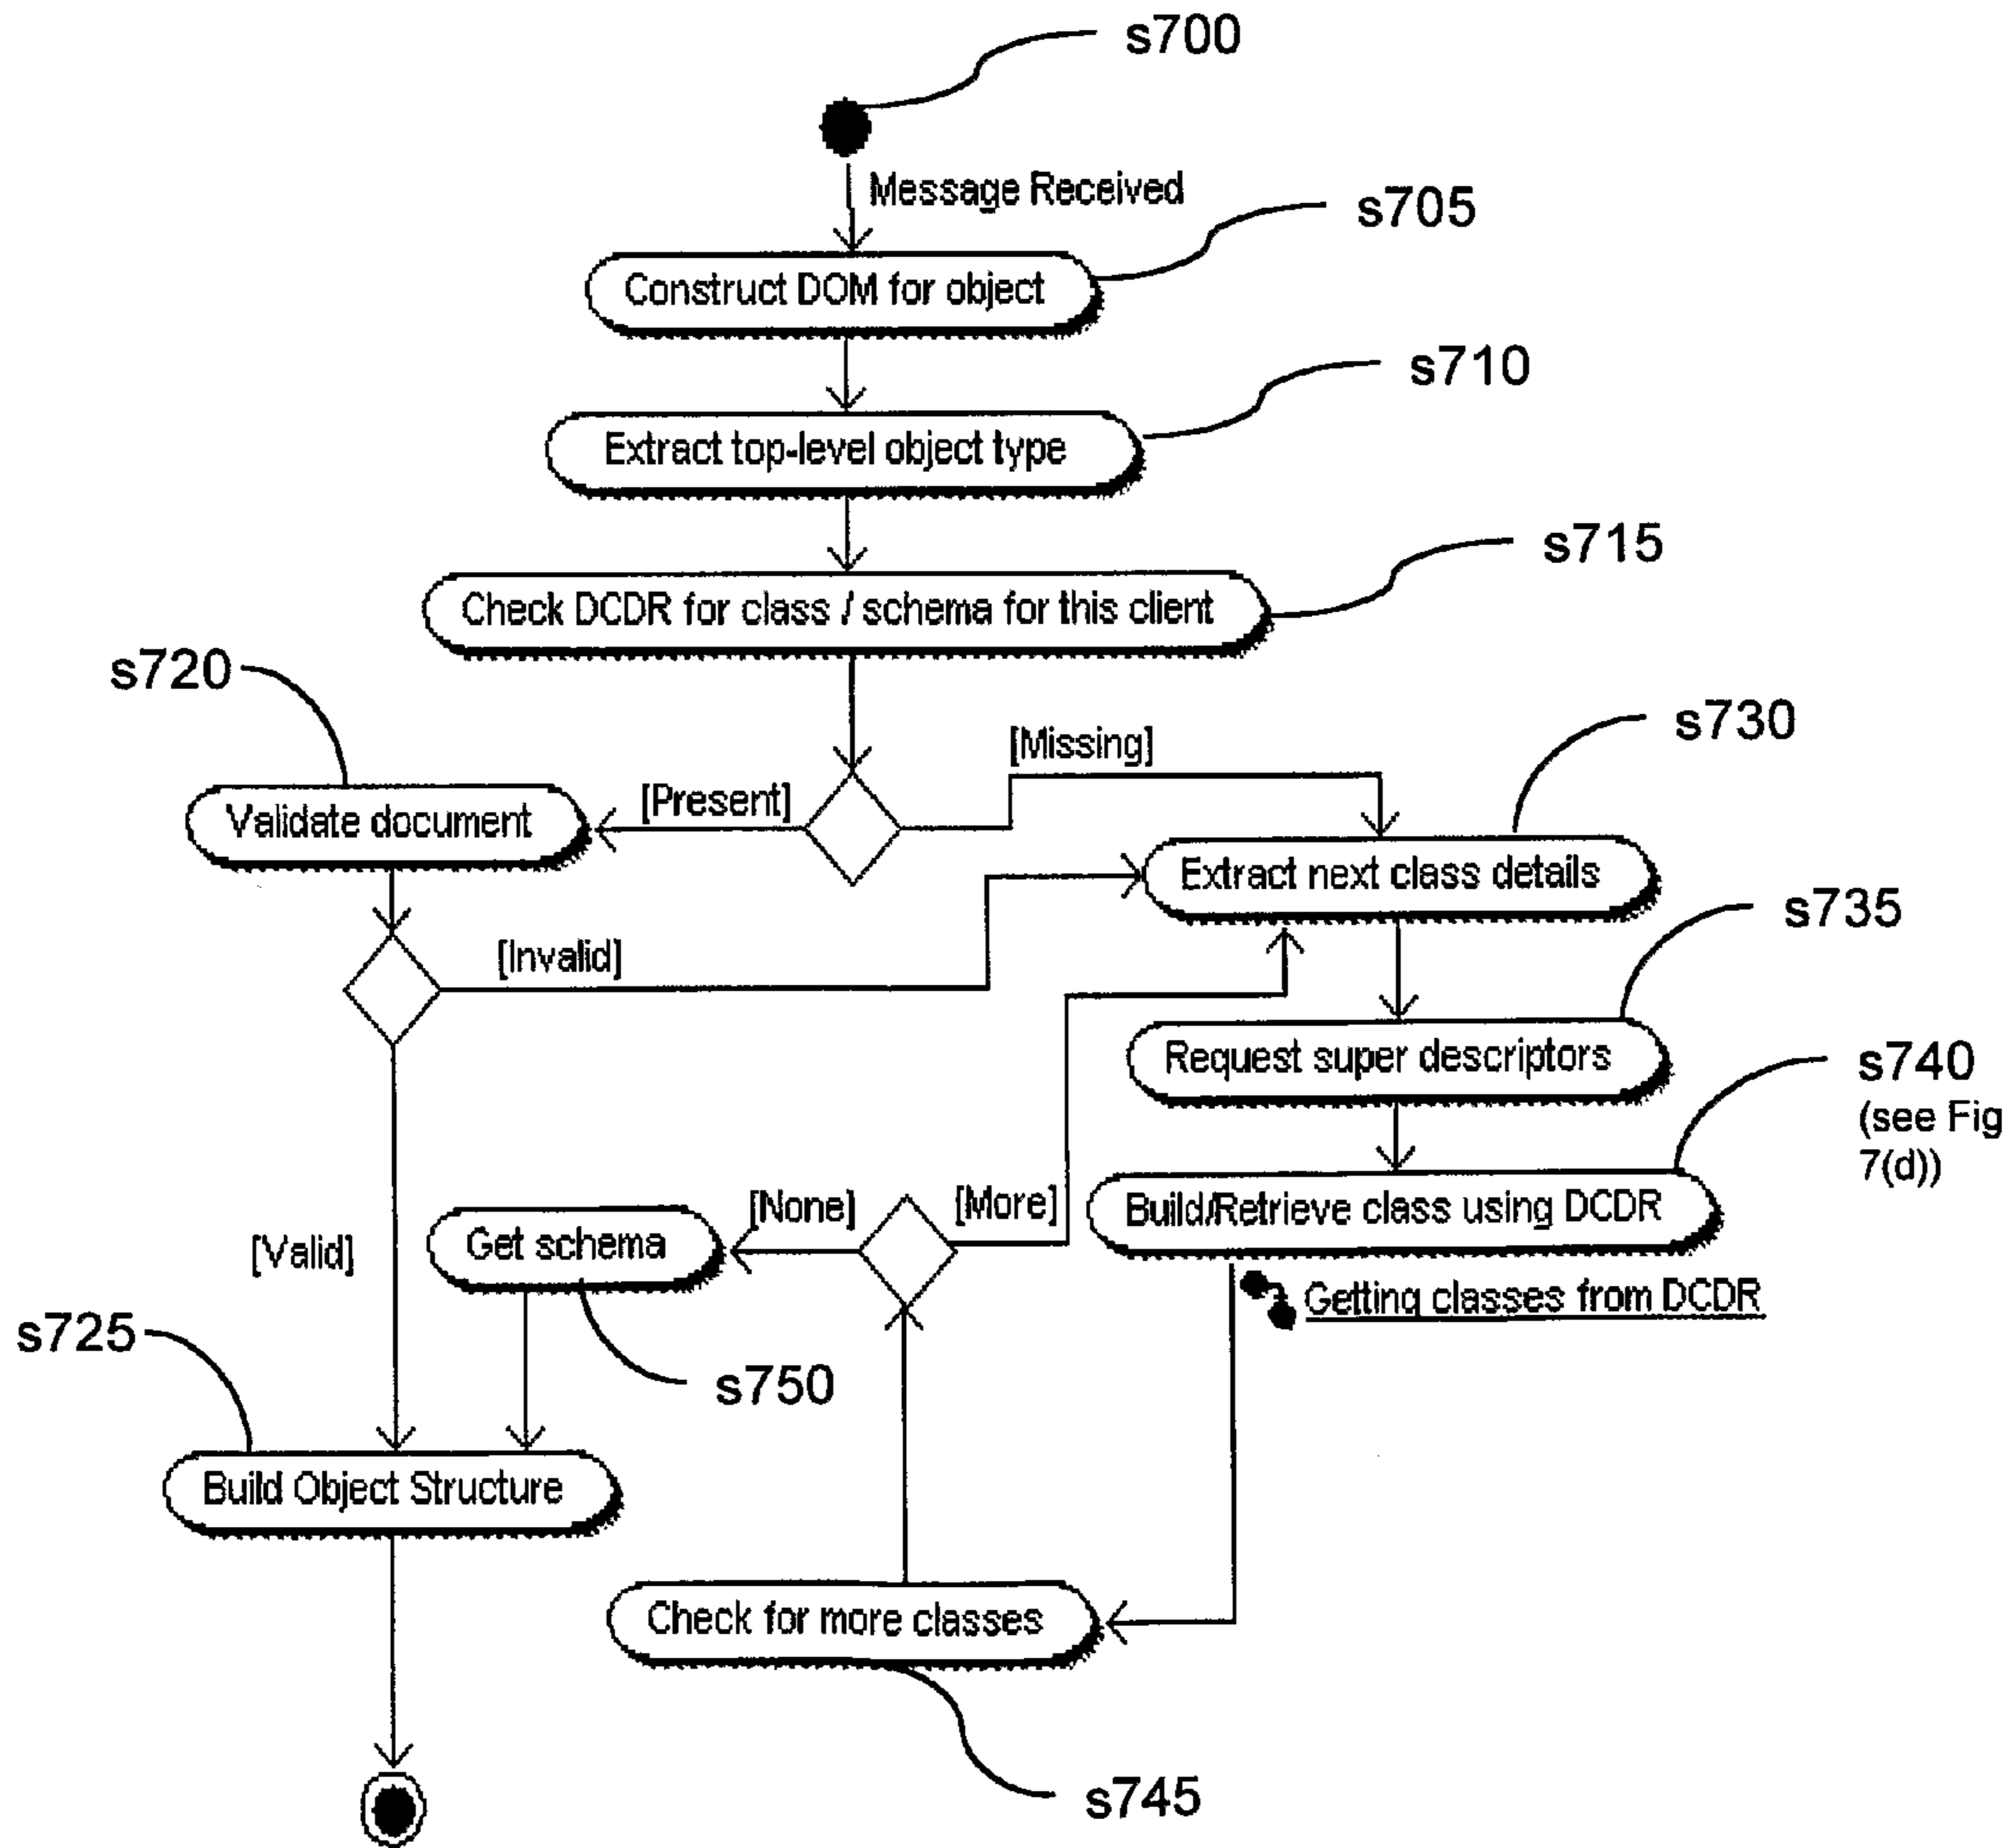 s700
Message Received
s705
Construct DOM for object
s710
Extract top-level object type
s715
Check DCDR for class / schema for this client
s720
s730
[Missing]
[Present]
Validate document
Extract next class details
s735
[Invalid]
Request super descriptors
s740
(see Fig
7(d))
[None]
[More]
Build/Retrieve class using DCDR
Get schema
[Valid]
Getting classes from DCDR
s725
s750
Build Object Structure
Check for more classes
s745